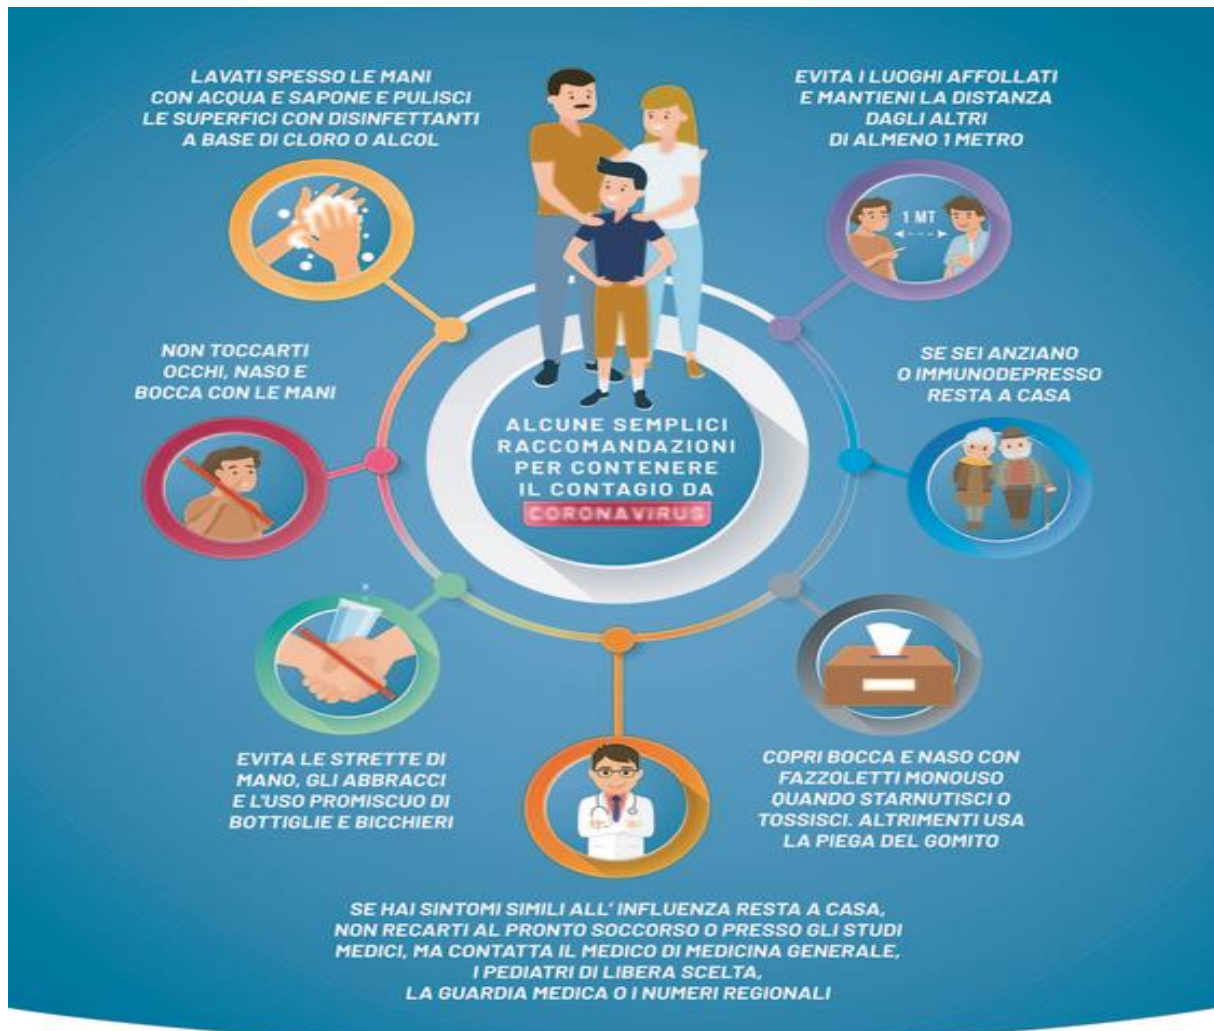 LAVATI SPESSO LE MANI
CON ACQUA E SAPONE E PULISCI
LE SUPERFICI CON DISINFETTANTI
A BASE DI CLORO O ALCOL
EVITA I LUOGHI AFFOLLATI
E MANTIENI LA DISTANZA
DAGLI ALTRI
DI ALMENO 1 METRO
1 MT
NON TOCCARTI
OCCHI, NASO E
BOCCA CON LE MANI
SE SEI ANZIANO
O IMMUNODEPRESSO
RESTA A CASA
ALCUNE SEMPLICI
RACCOMANDAZIONI
PER CONTENERE
IL CONTAGIO DA
CORONAVIRUS
EVITA LE STRETTE DI
MANO, GLI ABBRACCI
E L'USO PROMISCUO DI
BOTTIGLIE E BICCHIERI
COPRI BOCCA E NASO CON
FAZZOLETTI MONOUSO
QUANDO STARNUTISCI O
TOSSISCI. ALTRIMENTI USA
LA PIEGA DEL GOMITO
SE HAI SINTOMI SIMILI ALL' INFLUENZA RESTA A CASA,
NON RECARTI AL PRONTO SOCCORSO O PRESSO GLI STUDI
MEDICI, MA CONTATTA IL MEDICO DI MEDICINA GENERALE,
I PEDIATRI DI LIBERA SCELTA,
LA GUARDIA MEDICA O I NUMERI REGIONALI